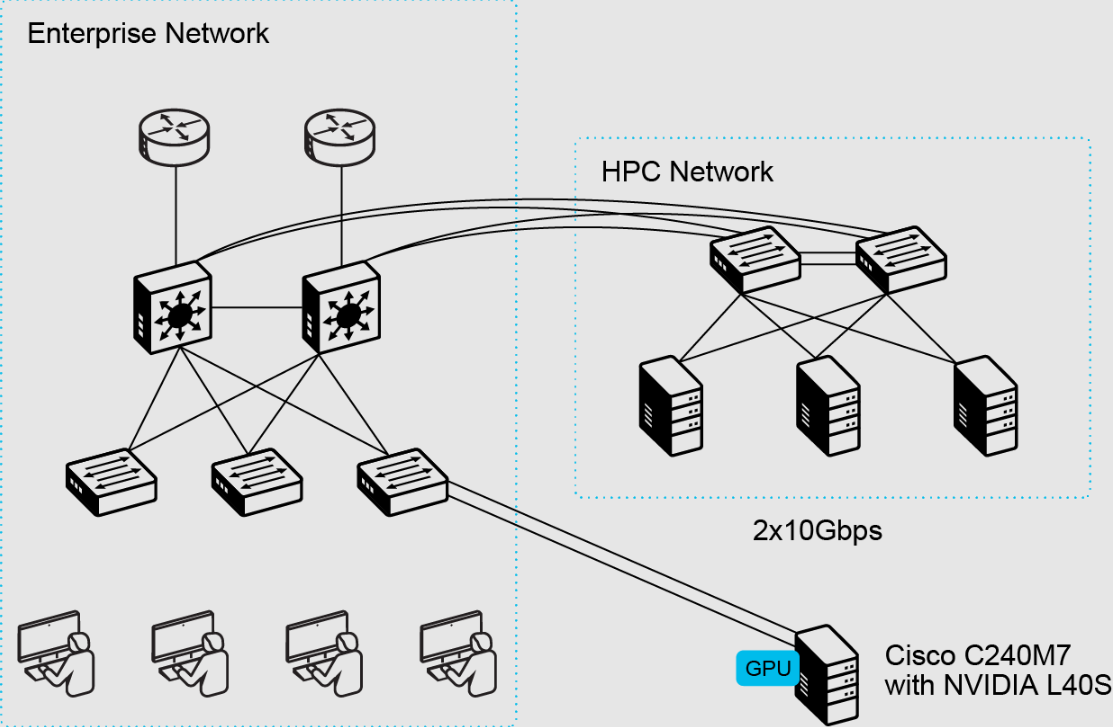 Enterprise Network
HPC Network
2x10Gbps
GPU
Cisco C240M7
with NVIDIA L40S